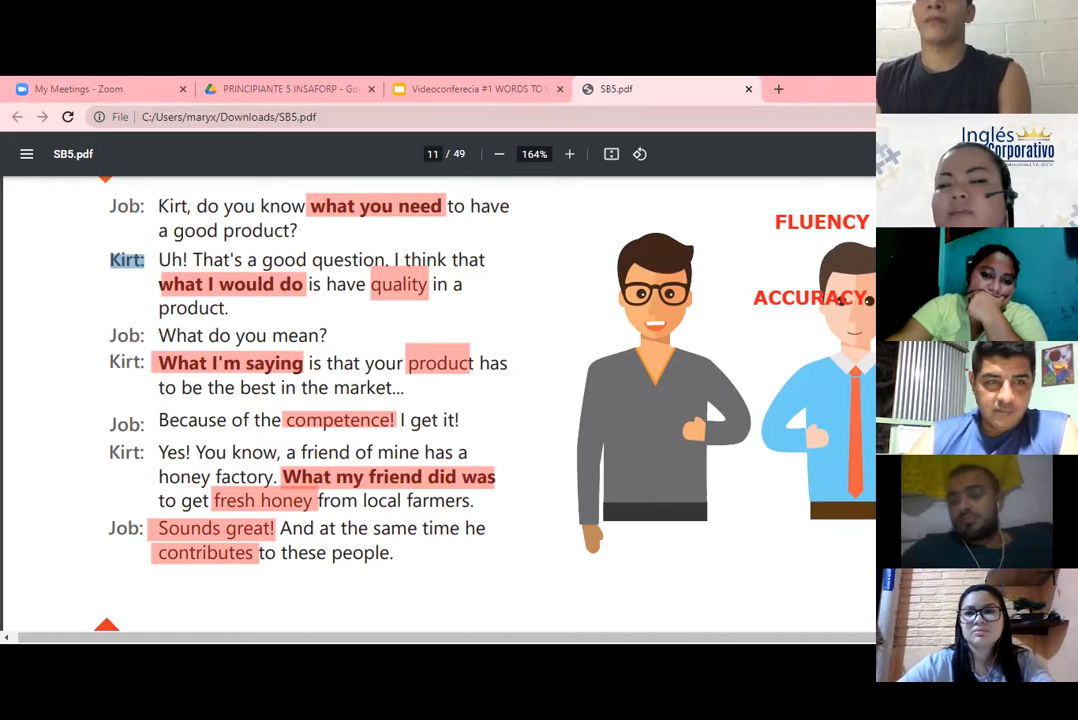 My Meetings - Zoom
PRINCIPIANTE 5 INSAFORP - Go
Videoconferecia #1 WORDS TO
SB5.pdf
File
C:/Users/maryx/Downloads/SB5.pdf
SB5.pdf
11 / 49
164%
Inglés
Corporativo
Job: Kirt, do you know what you need to have
a good product?
Kirt: Uh! That's a good question. I think that
what I would do is have quality in a
product.
Job: What do you mean?
Kirt: What I'm saying is that your product has
to be the best in the market...
Job: Because of the competence! I get it!
Kirt: Yes! You know, a friend of mine has a
honey factory. What my friend did was
to get fresh honey from local farmers.
Job: Sounds great! And at the same time he
contributes to these people.
FLUENCY
ACCURACY